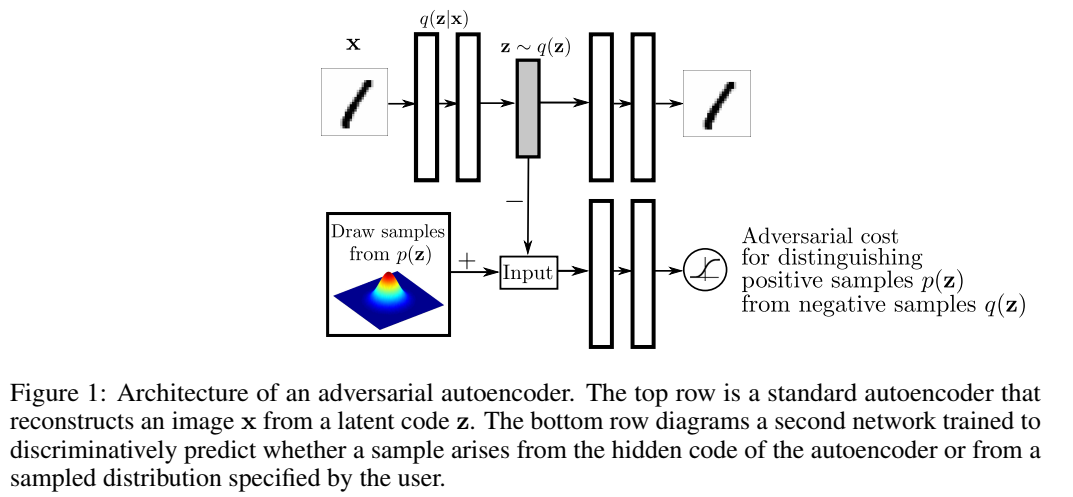 q(z|x)
x
z ∼ q(z)
−
Draw samples
from p(z)
+
Input
Adversarial cost
for distinguishing
positive samples p(z)
from negative samples q(z)
Figure 1: Architecture of an adversarial autoencoder. The top row is a standard autoencoder that
reconstructs an image x from a latent code z. The bottom row diagrams a second network trained to
discriminatively predict whether a sample arises from the hidden code of the autoencoder or from a
sampled distribution specified by the user.